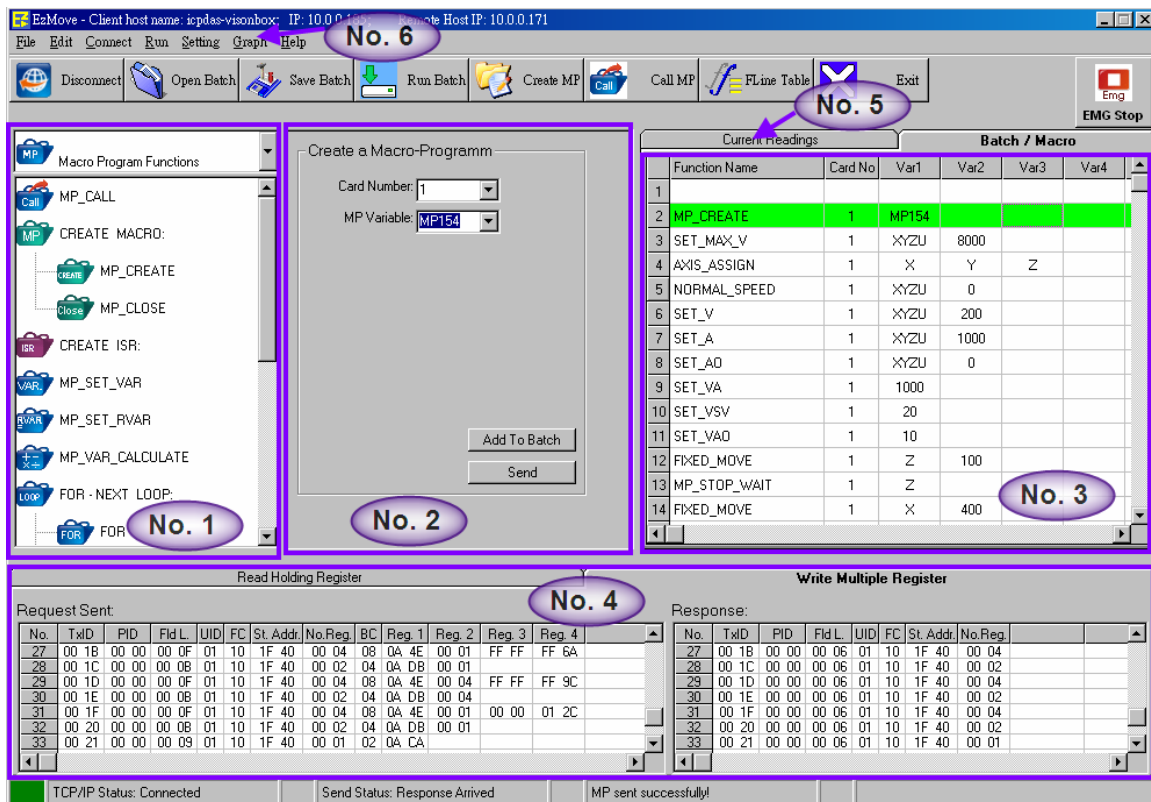 EzMove - Client host name: icpdas-visonbox; IP: 10.0.0. Remote Host IP: 10.0.0.171
File Edit Connect Run Setting Graph Help
No. 6
Disconnect Open Batch Save Batch Run Batch Create MP Call Call MP FLine Table Exit
Emg
EMG Stop
No. 5
MP Macro Program Functions
Call MP_CALL
MP CREATE MACRO:
CREATE MP_CREATE
Close MP_CLOSE
ISR CREATE ISR:
VAR. MP_SET_VAR
RVAR MP_SET_RVAR
MP_VAR_CALCULATE
LOOP FOR - NEXT LOOP:
FOR FOR
No. 1
Create a Macro-Programm
Card Number: 1
MP Variable: MP154
Add To Batch
Send
No. 2
Current Readings Batch / Macro
Function Name Card No Var1 Var2 Var3 Var4
1
2 MP_CREATE 1 MP154
3 SET_MAX_V 1 XYZU 8000
4 AXIS_ASSIGN 1 X Y Z
5 NORMAL_SPEED 1 XYZU 0
6 SET_V 1 XYZU 200
7 SET_A 1 XYZU 1000
8 SET_AO 1 XYZU 0
9 SET_VA 1 1000
10 SET_VSV 1 20
11 SET_VAO 1 10
12 FIXED_MOVE 1 Z 100
13 MP_STOP_WAIT 1 Z
14 FIXED_MOVE 1 X 400
No. 3
Read Holding Register Write Multiple Register
No. 4
Request Sent:
No. TxID PID Fld L. UID FC St. Addr. No.Reg. BC Reg. 1 Reg. 2 Reg. 3 Reg. 4
27 00 1B 00 00 00 0F 01 10 1F 40 00 04 08 0A 4E 00 01 FF FF FF 6A
28 00 1C 00 00 00 0B 01 10 1F 40 00 02 04 0A DB 00 01
29 00 1D 00 00 00 0F 01 10 1F 40 00 04 08 0A 4E 00 04 FF FF FF 9C
30 00 1E 00 00 00 0B 01 10 1F 40 00 02 04 0A DB 00 04
31 00 1F 00 00 00 0F 01 10 1F 40 00 04 08 0A 4E 00 01 00 00 01 2C
32 00 20 00 00 00 0B 01 10 1F 40 00 02 04 0A DB 00 01
33 00 21 00 00 00 09 01 10 1F 40 00 01 02 0A CA
Response:
No. TxID PID Fld L. UID FC St. Addr. No.Reg.
27 00 1B 00 00 00 06 01 10 1F 40 00 04
28 00 1C 00 00 00 06 01 10 1F 40 00 02
29 00 1D 00 00 00 06 01 10 1F 40 00 04
30 00 1E 00 00 00 06 01 10 1F 40 00 02
31 00 1F 00 00 00 06 01 10 1F 40 00 04
32 00 20 00 00 00 06 01 10 1F 40 00 02
33 00 21 00 00 00 06 01 10 1F 40 00 01
TCP/IP Status: Connected Send Status: Response Arrived MP sent successfully!